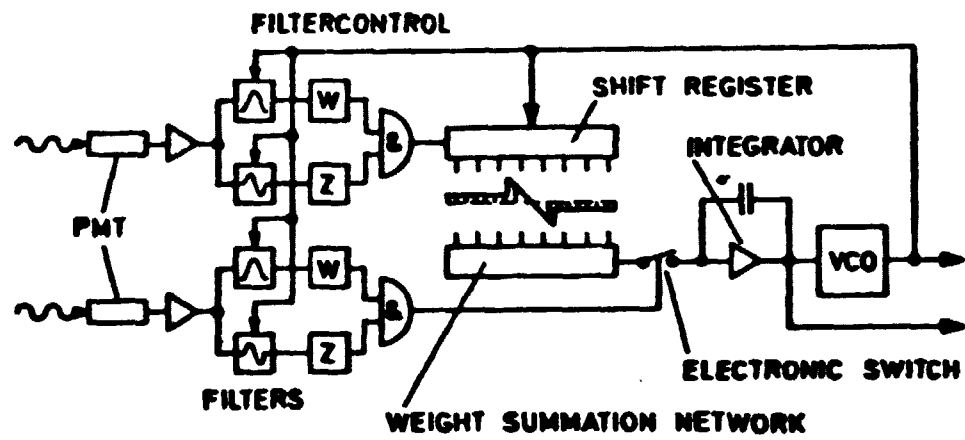 FILTERCONTROL
SHIFT REGISTER
W
&
INTEGRATOR
Z
PMT
W
VCO
&
Z
ELECTRONIC SWITCH
FILTERS
WEIGHT SUMMATION NETWORK